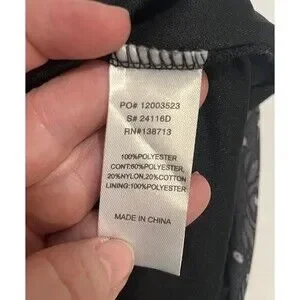 PO# 12003523
S# 24116D
RN#138713
100%POLYESTER
CONT:60%POLYESTER,
20%NYLON,20%COTTON
LINING:100%POLYESTER
MADE IN CHINA